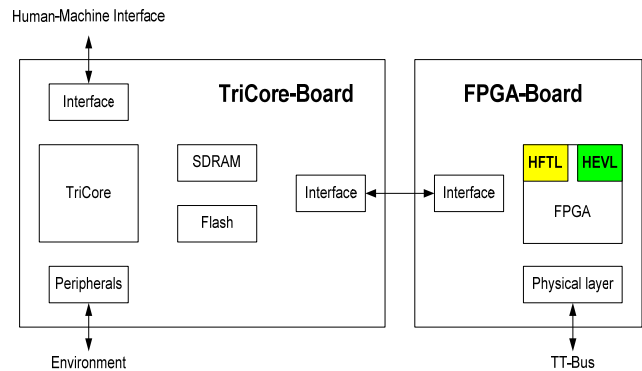 Human-Machine Interface
TriCore-Board
FPGA-Board
Interface
HFTL
HEVL
SDRAM
TriCore
Interface
Interface
FPGA
Flash
Peripherals
Physical layer
Environment
TT-Bus